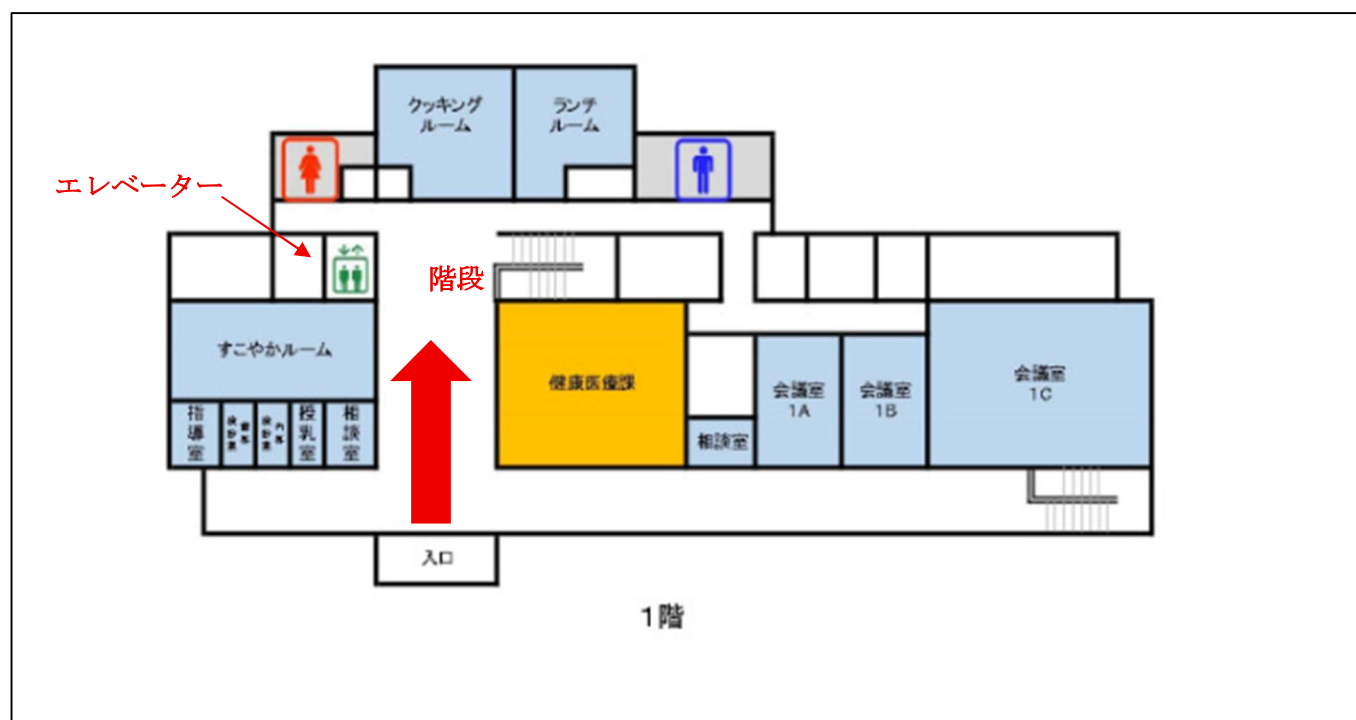 クッキング
ルーム
ランチ
ルーム
エレベーター
階段
すこやかルーム
健康医療課
会議室
1A
会議室
1B
会議室
1C
指導室
授乳室
相談室
相談室
入口
1階